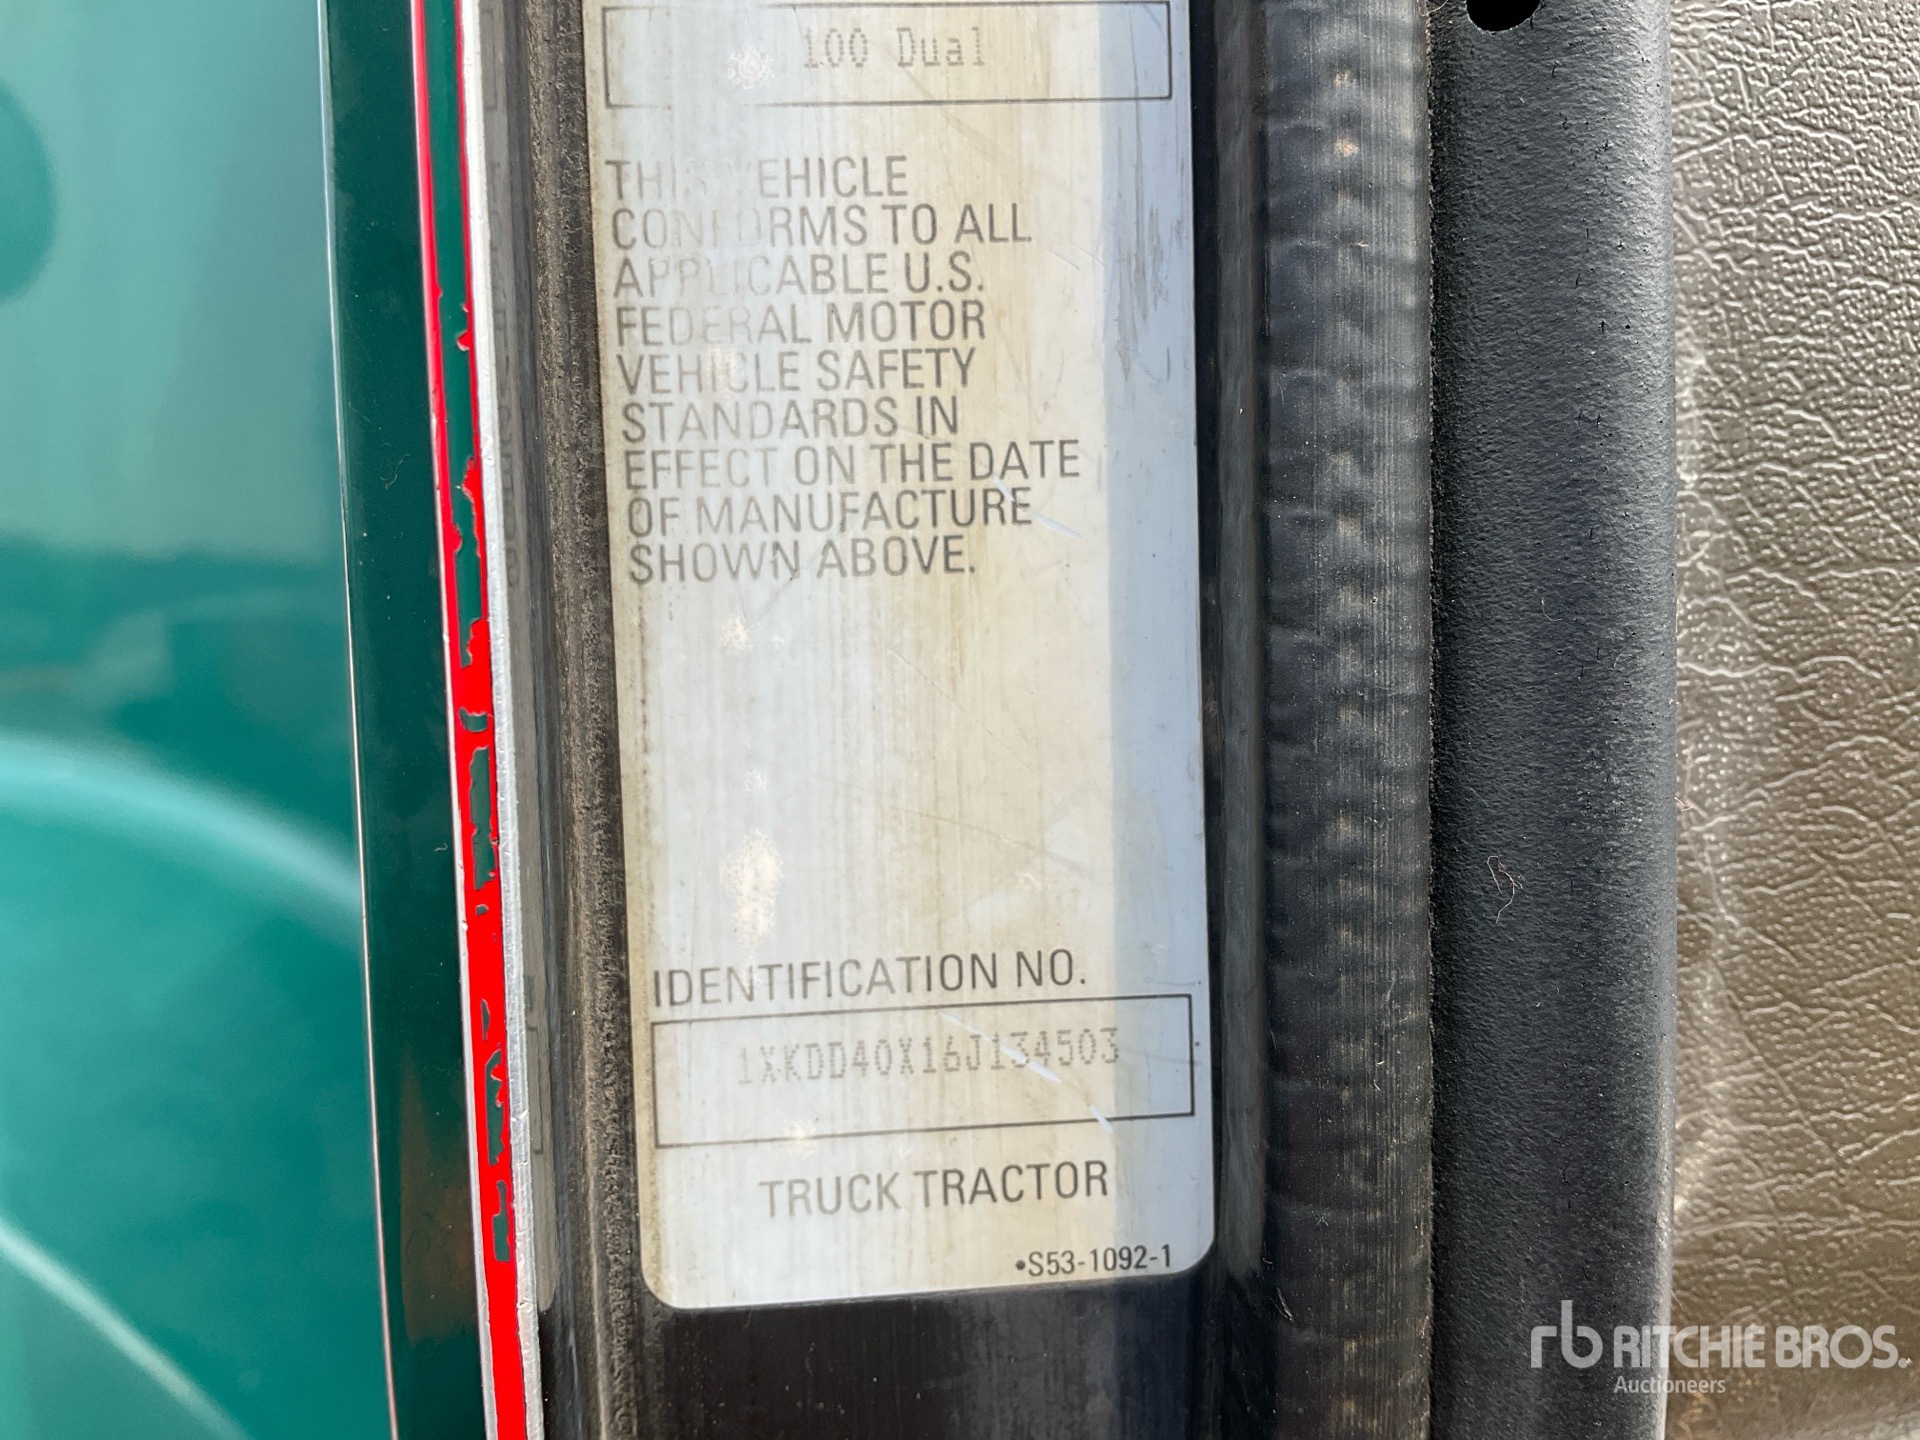 100 Dual
THIS VEHICLE
CONFORMS TO ALL
APPLICABLE U.S.
FEDERAL MOTOR
VEHICLE SAFETY
STANDARDS IN
EFFECT ON THE DATE
OF MANUFACTURE
SHOWN ABOVE.
IDENTIFICATION NO.
1XKDD40X16J134503
TRUCK TRACTOR
•S53-1092-1
rb RITCHIE BROS.
Auctioneers